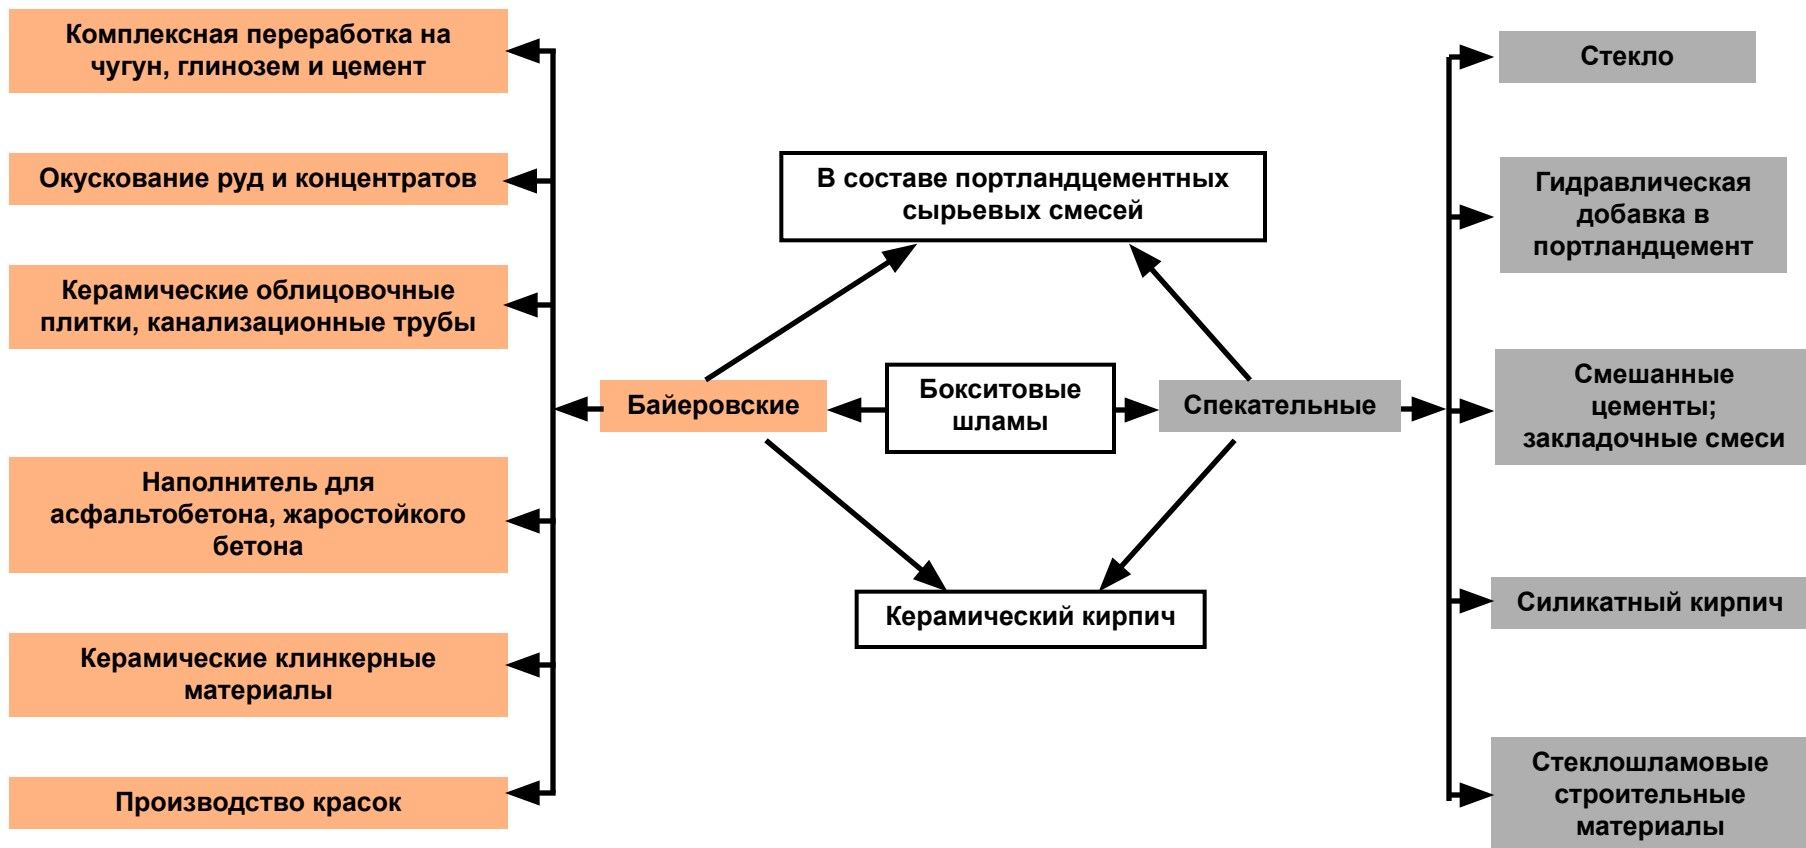 Комплексная переработка на
чугун, глинозем и цемент
Окускование руд и концентратов
Керамические облицовочные
плитки, канализационные трубы
Наполнитель для
асфальтобетона, жаростойкого
бетона
Керамические клинкерные
материалы
Производство красок
В составе портландцементных
сырьевых смесей
Байеровские
Бокситовые
шламы
Спекательные
Керамический кирпич
Стекло
Гидравлическая
добавка в
портландцемент
Смешанные
цементы;
закладочные смеси
Силикатный кирпич
Стеклошламовые
строительные
материалы